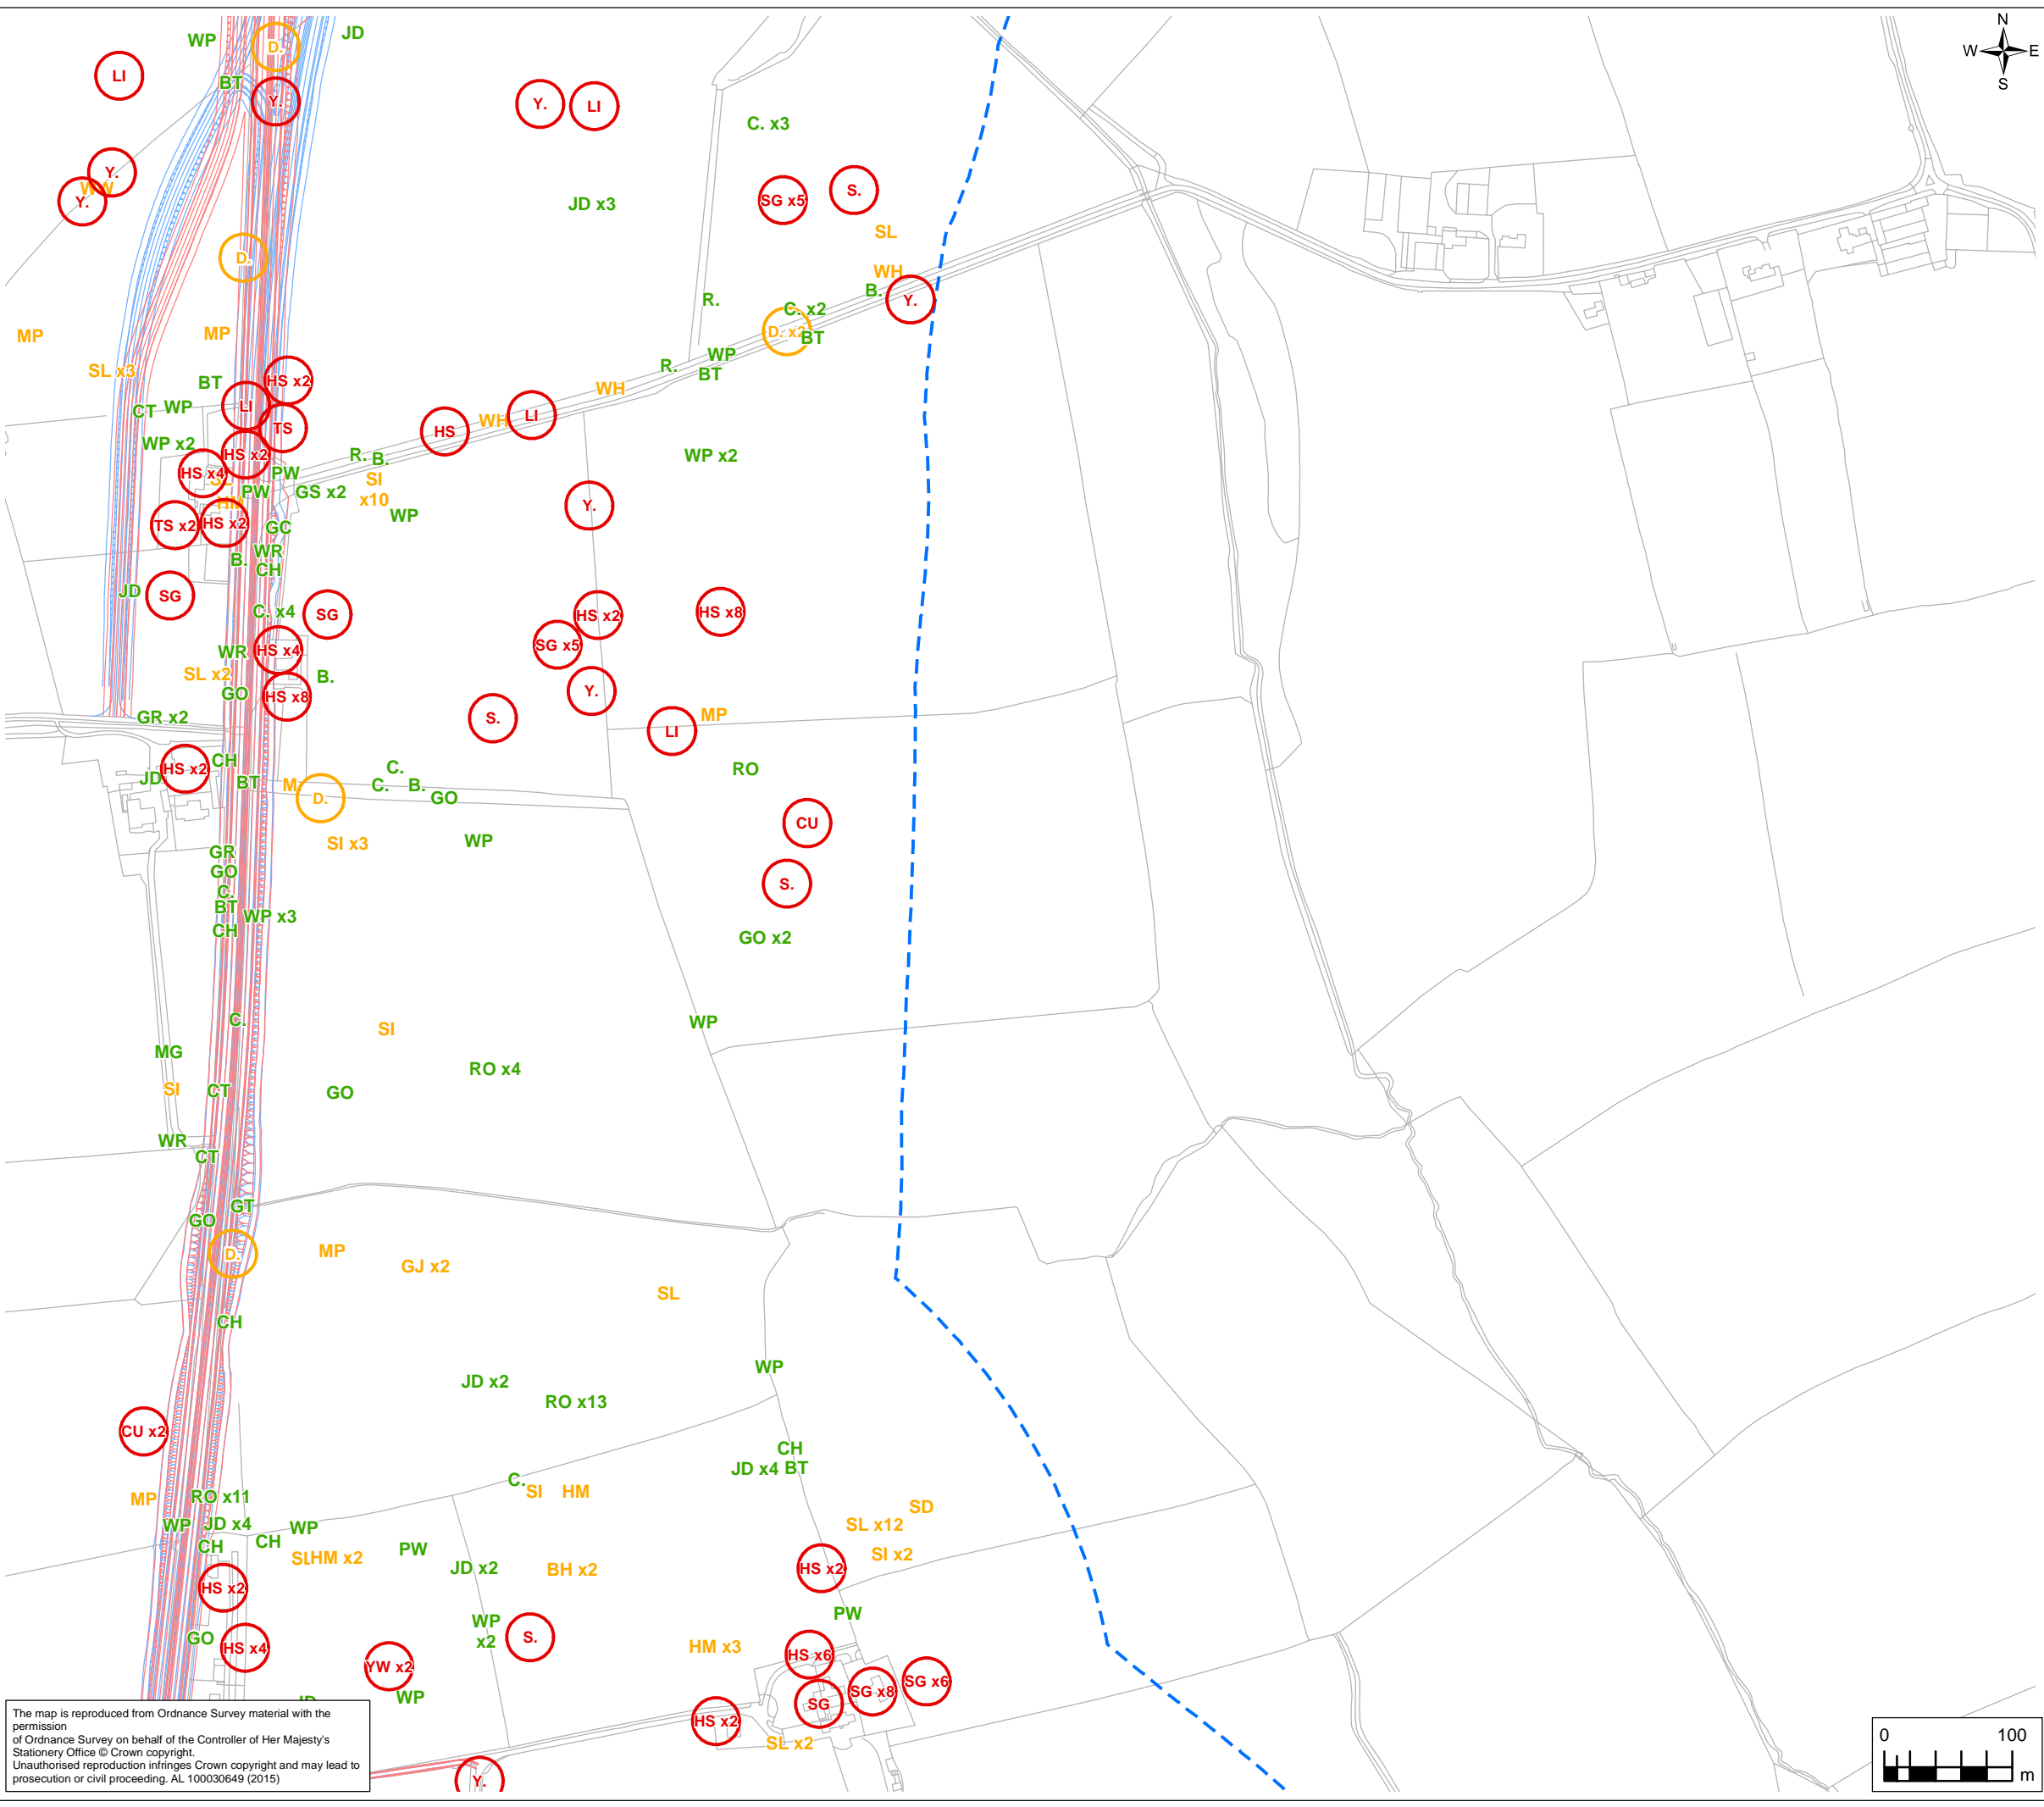 WP
D.
JD
N
W
E
S
LI
BT
Y.
Y.
LI
C. x3
Y.
WW
Y.
JD x3
SG x5
S.
SL
D.
WH
B.
Y.
R.
C. x2
D. x2
BT
MP
MP
WP
R.
BT
SL x3
BT
HS x2
WH
CT
WP
LI
TS
HS
WH
LI
WP x2
HS x2
R.
B.
WP x2
HS x4
SL
PW
SI
x10
PW
GS x2
HM
WP
Y.
TS x2
HS x2
GC
B.
WR
CH
JD
SG
C. x4
SG
HS x2
HS x8
WR
HS x4
SG x5
SL x2
B.
GO
HS x8
Y.
GR x2
S.
LI
MP
HS x2
CH
JD
BT
M.
D.
C.
C.
B.
GO
RO
SI x3
WP
CU
GR
GO
C.
BT
WP x3
CH
S.
GO x2
C.
SI
WP
MG
RO x4
SI
CT
GO
WR
CT
GT
GO
D.
MP
GJ x2
SL
CH
WP
JD x2
RO x13
CU x2
CH
JD x4
BT
C.
SI
HM
MP
RO x11
SD
WP
JD x4
WP
SL x12
CH
CH
SL
HM x2
PW
SI x2
JD x2
BH x2
HS x2
HS x2
PW
WP
x2
S.
GO
HS x4
HM x3
HS x6
YW x2
SG x8
SG x6
WP
SG
HS x2
SL x2
Y.
The map is reproduced from Ordnance Survey material with the
permission
of Ordnance Survey on behalf of the Controller of Her Majesty's
Stationery Office © Crown copyright.
Unauthorised reproduction infringes Crown copyright and may lead to
prosecution or civil proceeding. AL 100030649 (2015)
0
100
m